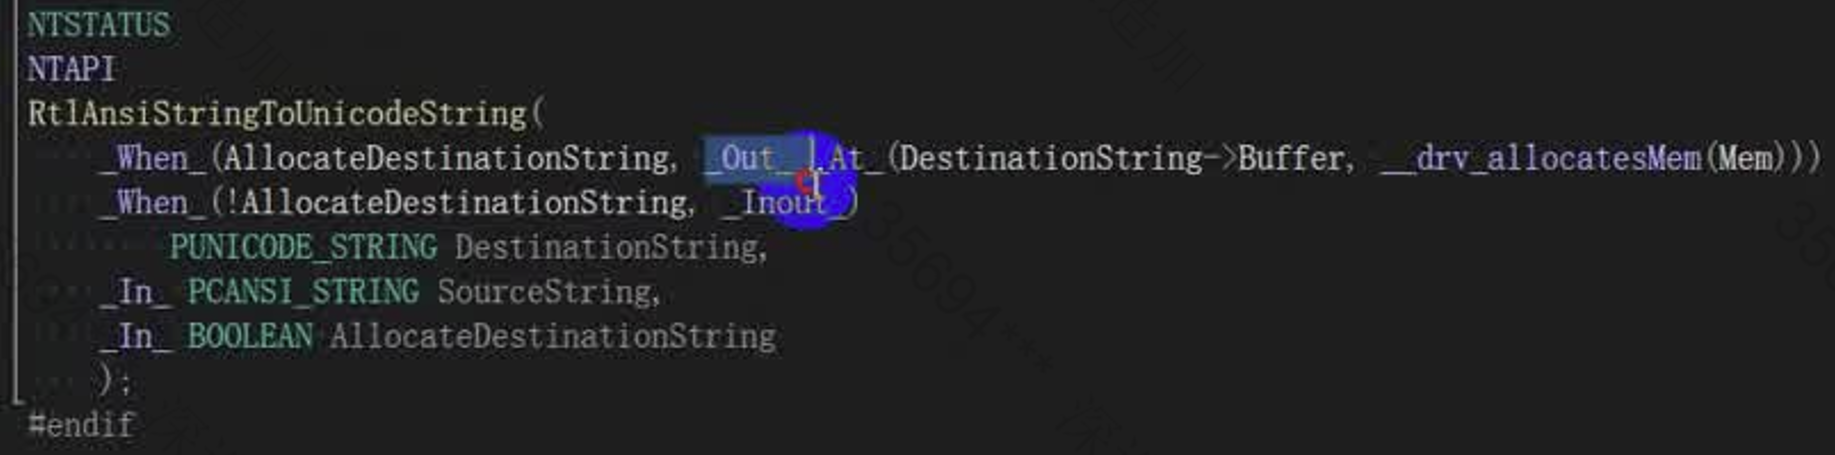 NTSTATUS
NTAPI
RtlAnsiStringToUnicodeString(
_When_(AllocateDestinationString, _Out_ _At_(DestinationString->Buffer, __drv_allocatesMem(Mem)))
_When_(!AllocateDestinationString, _Inout_)
PUNICODE_STRING DestinationString,
_In_ PCANSI_STRING SourceString,
_In_ BOOLEAN AllocateDestinationString
);
#endif
35694***